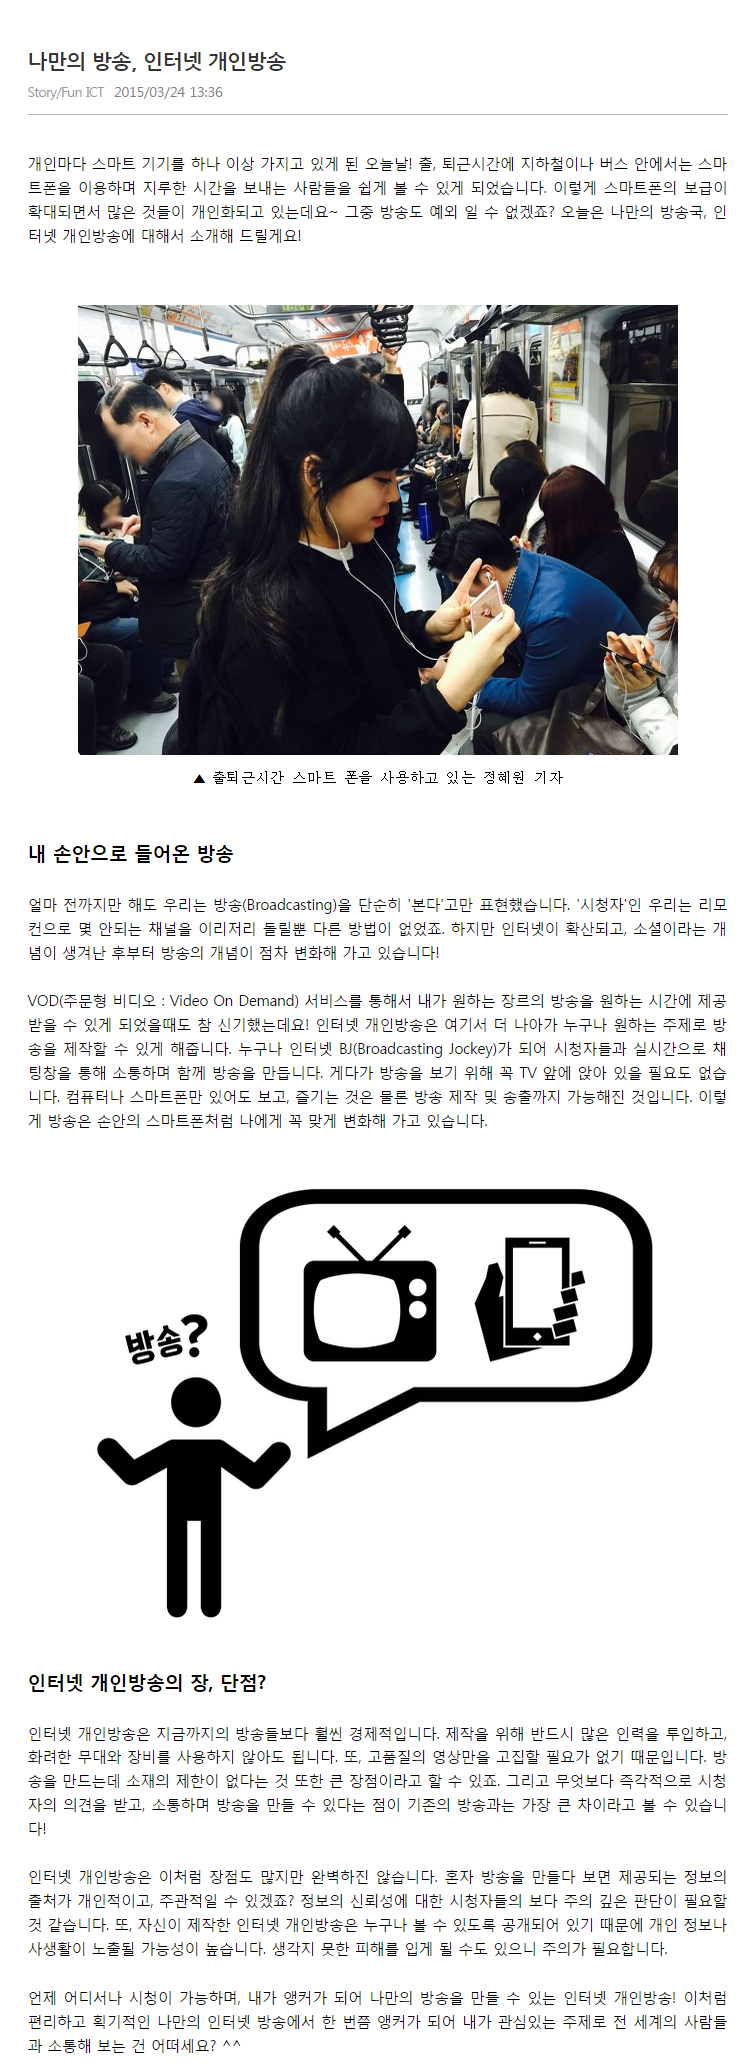 나만의 방송, 인터넷 개인방송
Story/Fun ICT 2015/03/24 13:36
개인마다 스마트 기기를 하나 이상 가지고 있게 된 오늘날! 출, 퇴근시간에 지하철이나 버스 안에서는 스마
트폰을 이용하며 지루한 시간을 보내는 사람들을 쉽게 볼 수 있게 되었습니다. 이렇게 스마트폰의 보급이
확대되면서 많은 것들이 개인화되고 있는데요~ 그중 방송도 예외 일 수 없겠죠? 오늘은 나만의 방송국, 인
터넷 개인방송에 대해서 소개해 드릴게요!
▲ 출퇴근시간 스마트 폰을 사용하고 있는 정혜원 기자
내 손안으로 들어온 방송
얼마 전까지만 해도 우리는 방송(Broadcasting)을 단순히 '본다'고만 표현했습니다. '시청자'인 우리는 리모
컨으로 몇 안되는 채널을 이리저리 돌릴뿐 다른 방법이 없었죠. 하지만 인터넷이 확산되고, 소셜이라는 개
념이 생겨난 후부터 방송의 개념이 점차 변화해 가고 있습니다!
VOD(주문형 비디오 : Video On Demand) 서비스를 통해서 내가 원하는 장르의 방송을 원하는 시간에 제공
받을 수 있게 되었을때도 참 신기했는데요! 인터넷 개인방송은 여기서 더 나아가 누구나 원하는 주제로 방
송을 제작할 수 있게 해줍니다. 누구나 인터넷 BJ(Broadcasting Jockey)가 되어 시청자들과 실시간으로 채
팅창을 통해 소통하며 함께 방송을 만듭니다. 게다가 방송을 보기 위해 꼭 TV 앞에 앉아 있을 필요도 없습
니다. 컴퓨터나 스마트폰만 있어도 보고, 즐기는 것은 물론 방송 제작 및 송출까지 가능해진 것입니다. 이렇
게 방송은 손안의 스마트폰처럼 나에게 꼭 맞게 변화해 가고 있습니다.
방송?
인터넷 개인방송의 장, 단점?
인터넷 개인방송은 지금까지의 방송들보다 훨씬 경제적입니다. 제작을 위해 반드시 많은 인력을 투입하고,
화려한 무대와 장비를 사용하지 않아도 됩니다. 또, 고품질의 영상만을 고집할 필요가 없기 때문입니다. 방
송을 만드는데 소재의 제한이 없다는 것 또한 큰 장점이라고 할 수 있죠. 그리고 무엇보다 즉각적으로 시청
자의 의견을 받고, 소통하며 방송을 만들 수 있다는 점이 기존의 방송과는 가장 큰 차이라고 볼 수 있습니
다!
인터넷 개인방송은 이처럼 장점도 많지만 완벽하진 않습니다. 혼자 방송을 만들다 보면 제공되는 정보의
출처가 개인적이고, 주관적일 수 있겠죠? 정보의 신뢰성에 대한 시청자들의 보다 주의 깊은 판단이 필요할
것 같습니다. 또, 자신이 제작한 인터넷 개인방송은 누구나 볼 수 있도록 공개되어 있기 때문에 개인 정보나
사생활이 노출될 가능성이 높습니다. 생각지 못한 피해를 입게 될 수도 있으니 주의가 필요합니다.
언제 어디서나 시청이 가능하며, 내가 앵커가 되어 나만의 방송을 만들 수 있는 인터넷 개인방송! 이처럼
편리하고 획기적인 나만의 인터넷 방송에서 한 번쯤 앵커가 되어 내가 관심있는 주제로 전 세계의 사람들
과 소통해 보는 건 어떠세요? ^^